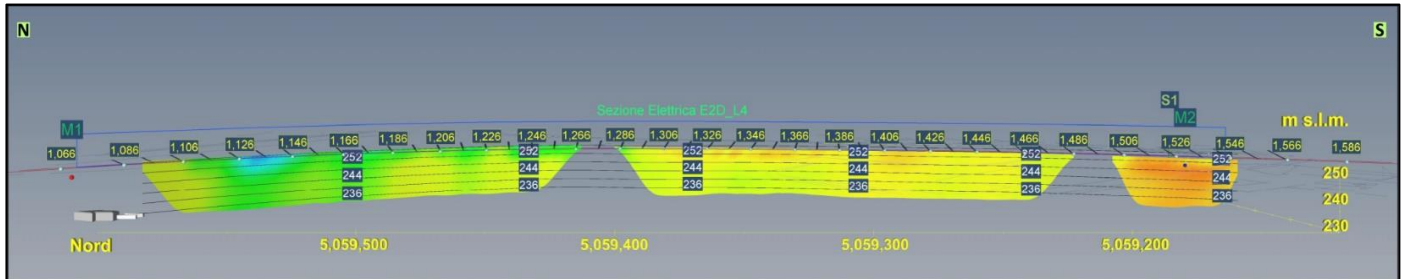 N S
S1
Sezione Elettrica E2D_L4
M1 M2 m s.l.m.
1,066 1,086 1,106 1,126 1,146 1,166 1,186 1,206 1,226 1,246 1,266 1,286 1,306 1,326 1,346 1,366 1,386 1,406 1,426 1,446 1,466 1,486 1,506 1,526 1,546 1,566 1,586
252 252 252 252 252 252
250
244 244 244 244 244 244
236 236 236 236 236 236
240
230
Nord 5,059,500 5,059,400 5,059,300 5,059,200